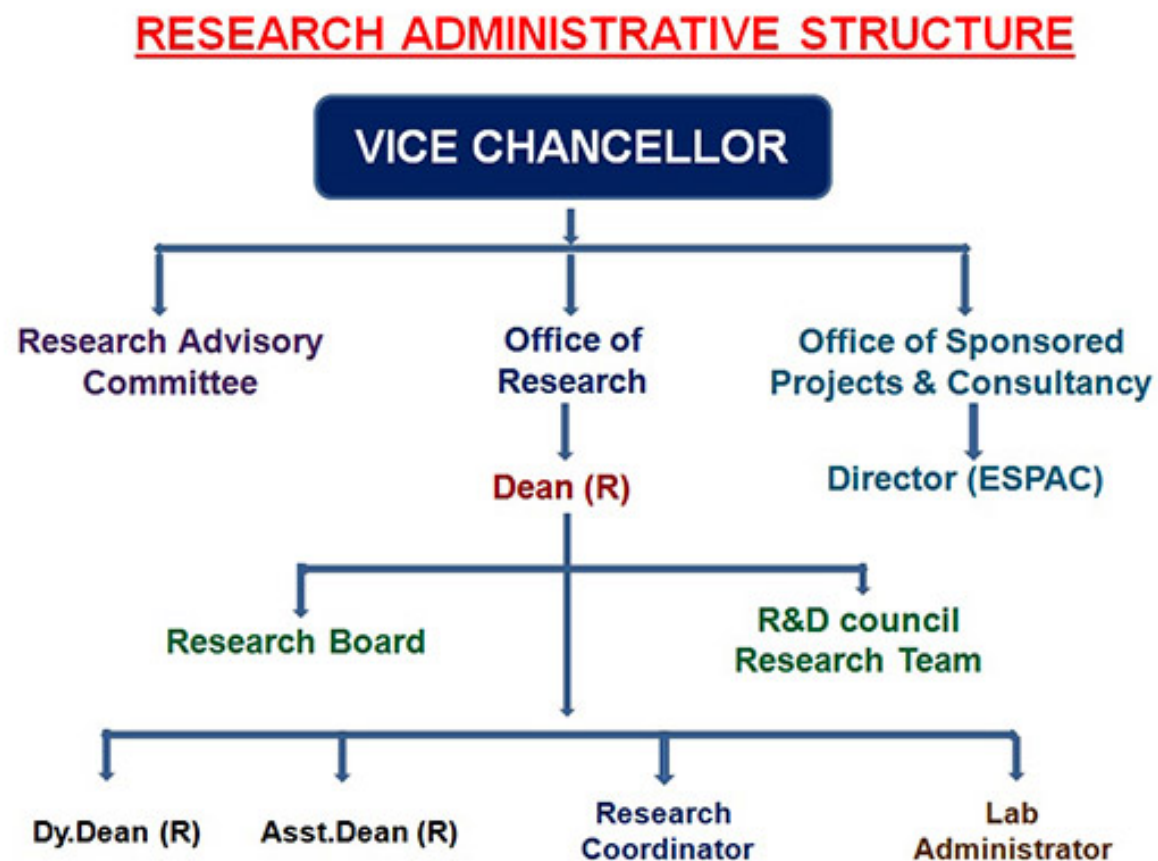 RESEARCH ADMINISTRATIVE STRUCTURE
VICE CHANCELLOR
Research Advisory
Committee
Office of
Research
Office of Sponsored
Projects & Consultancy
Dean (R)
Director (ESPAC)
Research Board
R&D council
Research Team
Dy.Dean (R)
Asst.Dean (R)
Research
Coordinator
Lab
Administrator